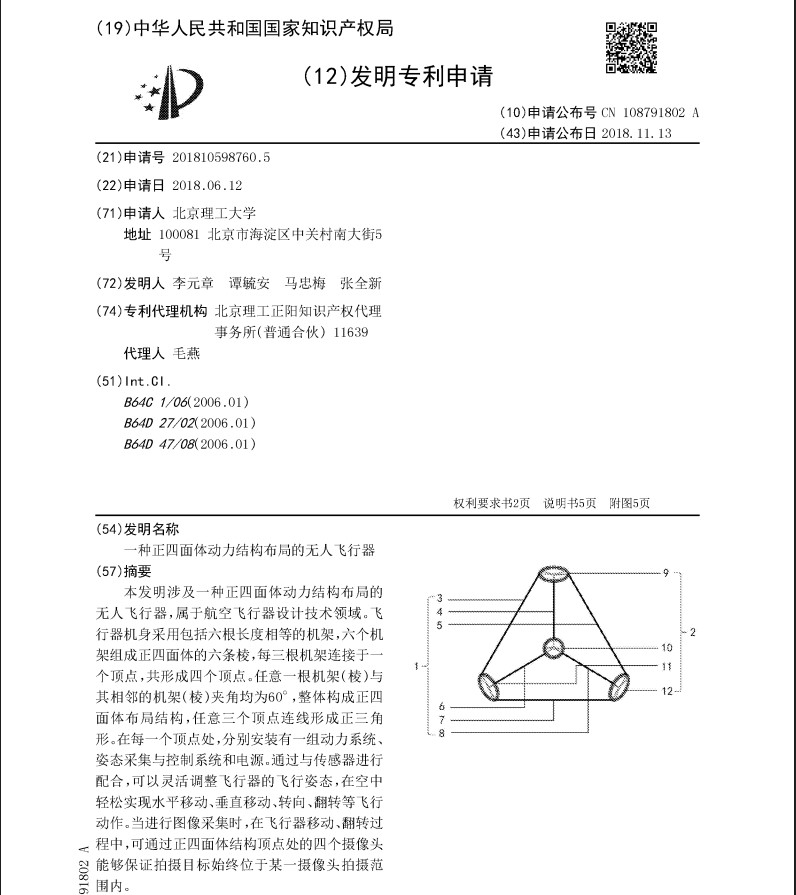 (19)中华人民共和国国家知识产权局
(12)发明专利申请
(10)申请公布号 CN 108791802 A
(43)申请公布日 2018.11.13
(21)申请号 201810598760.5
(22)申请日 2018.06.12
(71)申请人 北京理工大学
地址 100081 北京市海淀区中关村南大街5
号
(72)发明人 李元章 谭毓安 马忠梅 张全新
(74)专利代理机构 北京理工正阳知识产权代理
事务所(普通合伙) 11639
代理人 毛燕
(51)Int.Cl.
B64C 1/06(2006.01)
B64D 27/02(2006.01)
B64D 47/08(2006.01)
权利要求书2页 说明书5页 附图5页
(54)发明名称
一种正四面体动力结构布局的无人飞行器
(57)摘要
本发明涉及一种正四面体动力结构布局的
无人飞行器,属于航空飞行器设计技术领域。飞
行器机身采用包括六根长度相等的机架,六个机
架组成正四面体的六条棱,每三根机架连接于一
个顶点,共形成四个顶点。任意一根机架(棱)与
其相邻的机架(棱)夹角均为60°,整体构成正四
面体布局结构,任意三个顶点连线形成正三角
形。在每一个顶点处,分别安装有一组动力系统、
姿态采集与控制系统和电源。通过与传感器进行
配合,可以灵活调整飞行器的飞行姿态,在空中
轻松实现水平移动、垂直移动、转向、翻转等飞行
动作。当进行图像采集时,在飞行器移动、翻转过
程中,可通过正四面体结构顶点处的四个摄像头
能够保证拍摄目标始终位于某一摄像头拍摄范
围内。
91802 A
9
3
4
5
2
10
1
11
12
6
7
8